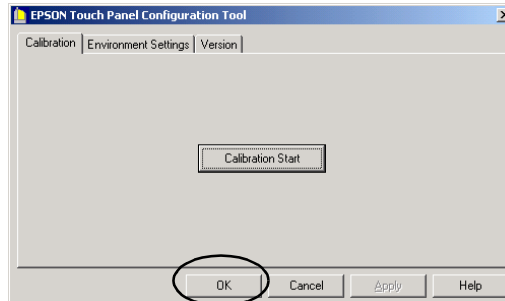 EPSON Touch Panel Configuration Tool
Calibration Environment Settings Version
Calibration Start
OK Cancel Apply Help